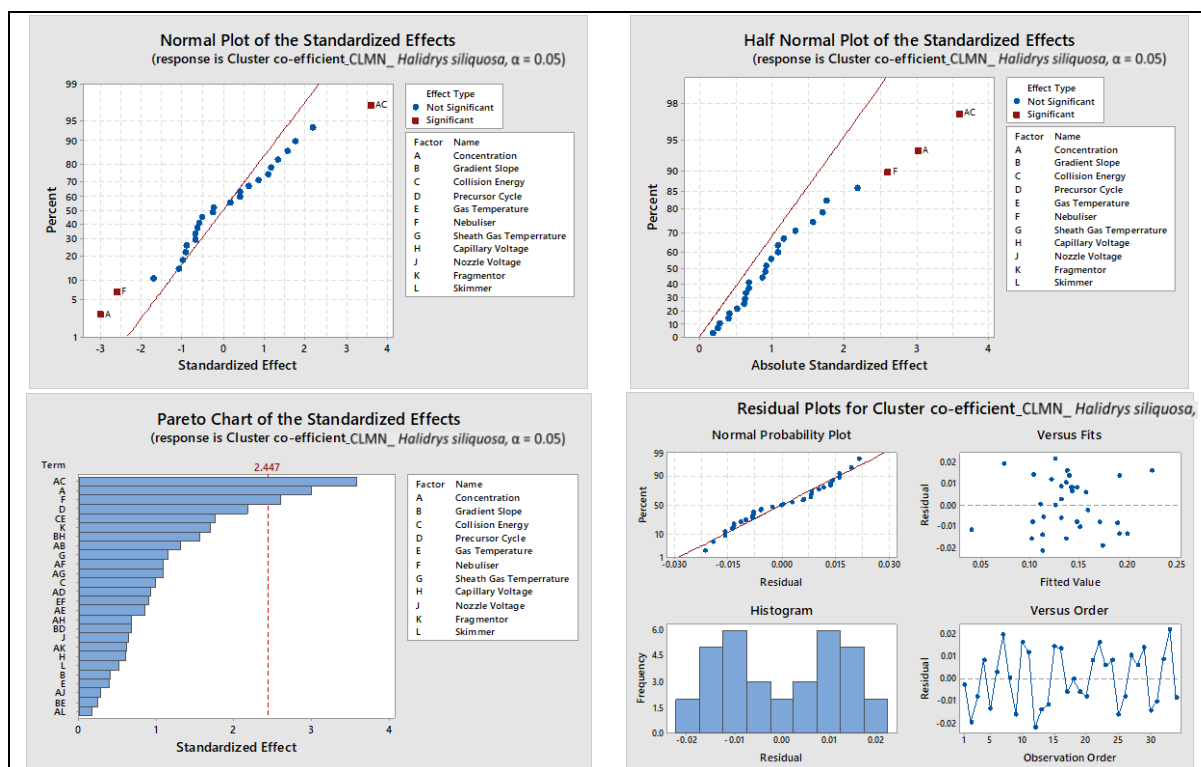 Normal Plot of the Standardized Effects
(response is Cluster co-efficient_CLMN_ Halidrys siliquosa, α = 0.05)
99
95
90
80
70
60
50
40
30
20
10
5
1
Percent
-3 -2 -1 0 1 2 3 4
Standardized Effect
AC
F
A
Effect Type
Not Significant
Significant
Factor Name
A Concentration
B Gradient Slope
C Collision Energy
D Precursor Cycle
E Gas Temperature
F Nebuliser
G Sheath Gas Temperrature
H Capillary Voltage
J Nozzle Voltage
K Fragmentor
L Skimmer
Half Normal Plot of the Standardized Effects
(response is Cluster co-efficient_CLMN_ Halidrys siliquosa, α = 0.05)
98
95
90
85
80
70
60
50
40
30
20
10
0
Percent
0 1 2 3 4
Absolute Standardized Effect
AC
A
F
Effect Type
Not Significant
Significant
Factor Name
A Concentration
B Gradient Slope
C Collision Energy
D Precursor Cycle
E Gas Temperature
F Nebuliser
G Sheath Gas Temperrature
H Capillary Voltage
J Nozzle Voltage
K Fragmentor
L Skimmer
Pareto Chart of the Standardized Effects
(response is Cluster co-efficient_CLMN_ Halidrys siliquosa, α = 0.05)
Term
2.447
AC
A
F
D
CE
K
BH
AB
G
AF
AG
C
AD
EF
AE
AH
BD
J
AK
H
L
B
E
AJ
BE
AL
0 1 2 3 4
Standardized Effect
Factor Name
A Concentration
B Gradient Slope
C Collision Energy
D Precursor Cycle
E Gas Temperature
F Nebuliser
G Sheath Gas Temperrature
H Capillary Voltage
J Nozzle Voltage
K Fragmentor
L Skimmer
Residual Plots for Cluster co-efficient_CLMN_ Halidrys siliquosa,
Normal Probability Plot
99
90
50
10
1
Percent
-0.030 -0.015 0.000 0.015 0.030
Residual
Versus Fits
0.02
0.01
0.00
-0.01
-0.02
Residual
0.05 0.10 0.15 0.20 0.25
Fitted Value
Histogram
6.0
4.5
3.0
1.5
0.0
Frequency
-0.02 -0.01 0.00 0.01 0.02
Residual
Versus Order
0.02
0.01
0.00
-0.01
-0.02
Residual
1 5 10 15 20 25 30
Observation Order